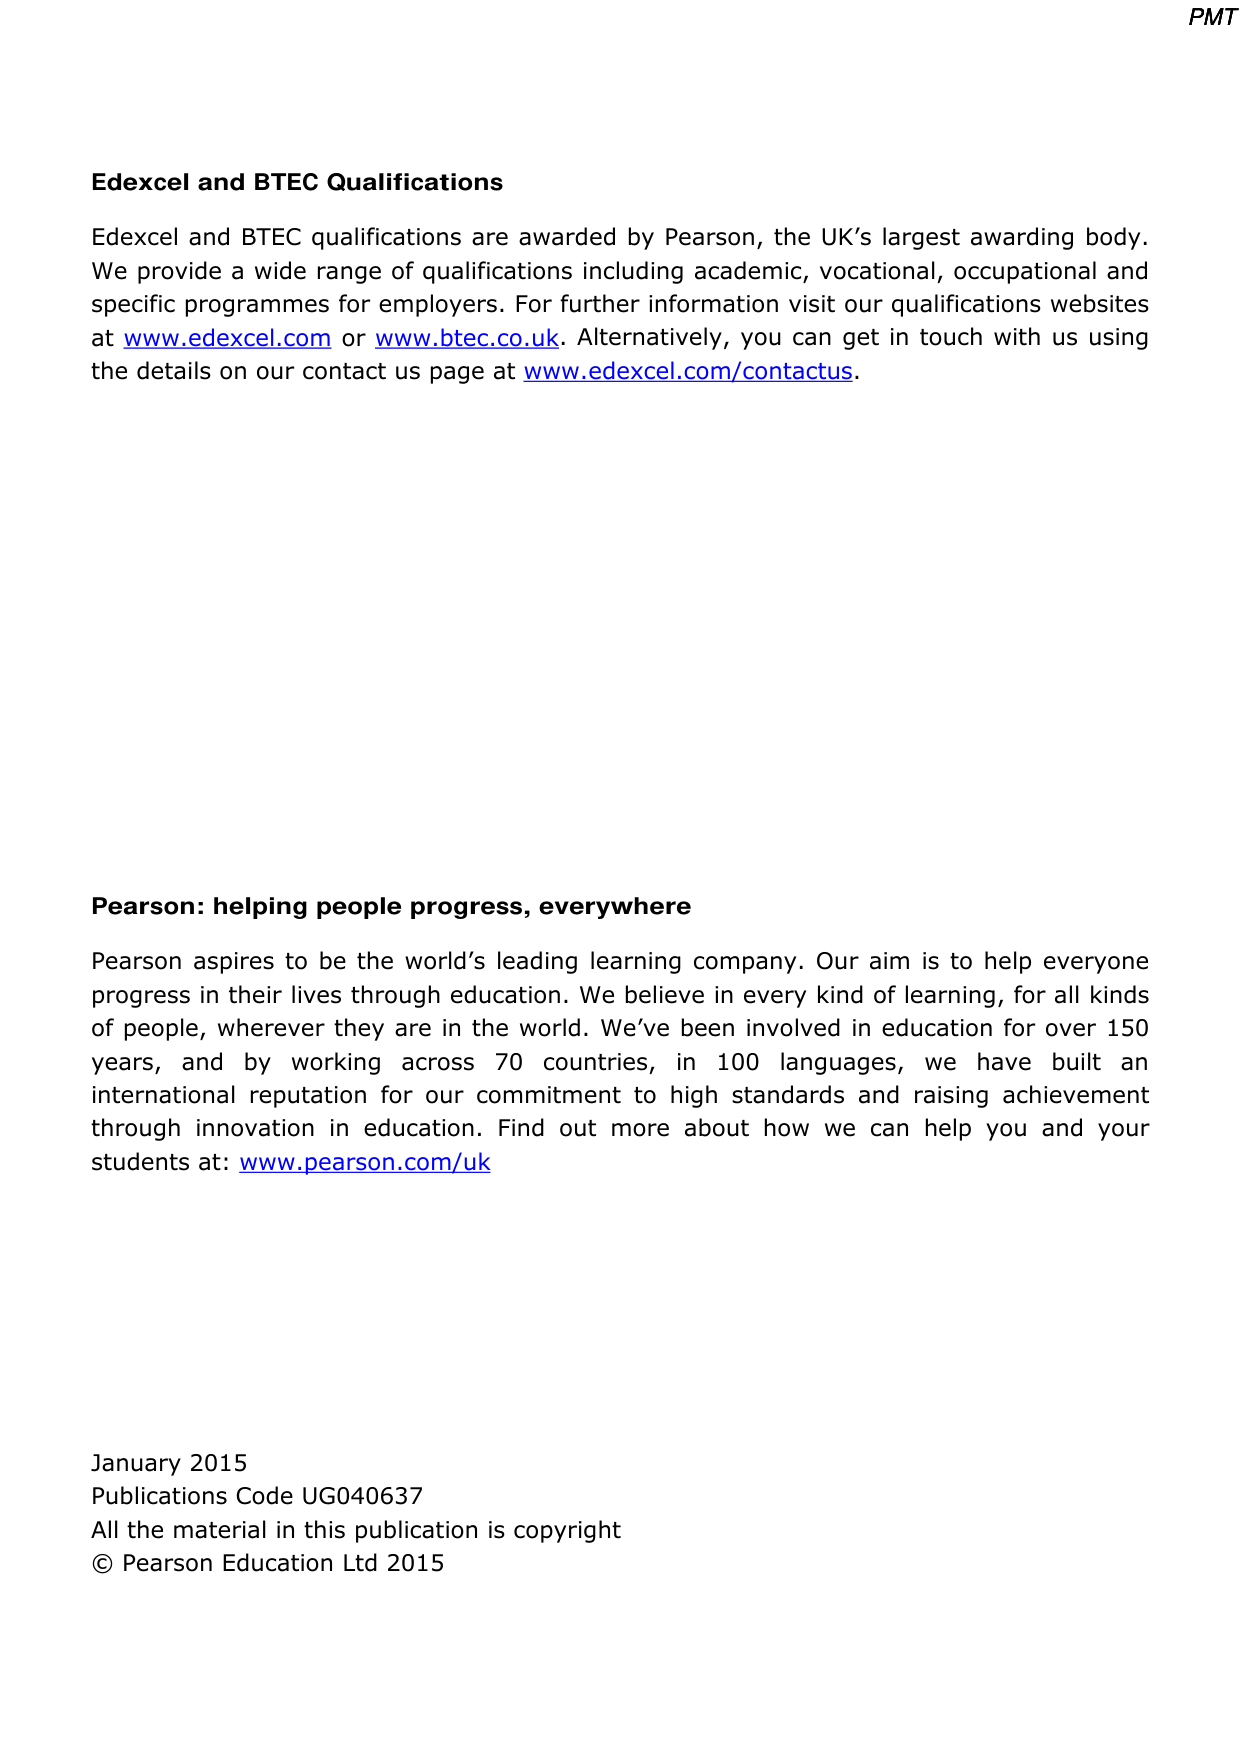 PMT
Edexcel and BTEC Qualifications
Edexcel and BTEC qualifications are awarded by Pearson, the UK’s largest awarding body.
We provide a wide range of qualifications including academic, vocational, occupational and
specific programmes for employers. For further information visit our qualifications websites
at www.edexcel.com or www.btec.co.uk. Alternatively, you can get in touch with us using
the details on our contact us page at www.edexcel.com/contactus.
Pearson: helping people progress, everywhere
Pearson aspires to be the world’s leading learning company. Our aim is to help everyone
progress in their lives through education. We believe in every kind of learning, for all kinds
of people, wherever they are in the world. We’ve been involved in education for over 150
years, and by working across 70 countries, in 100 languages, we have built an
international reputation for our commitment to high standards and raising achievement
through innovation in education. Find out more about how we can help you and your
students at: www.pearson.com/uk
January 2015
Publications Code UG040637
All the material in this publication is copyright
© Pearson Education Ltd 2015